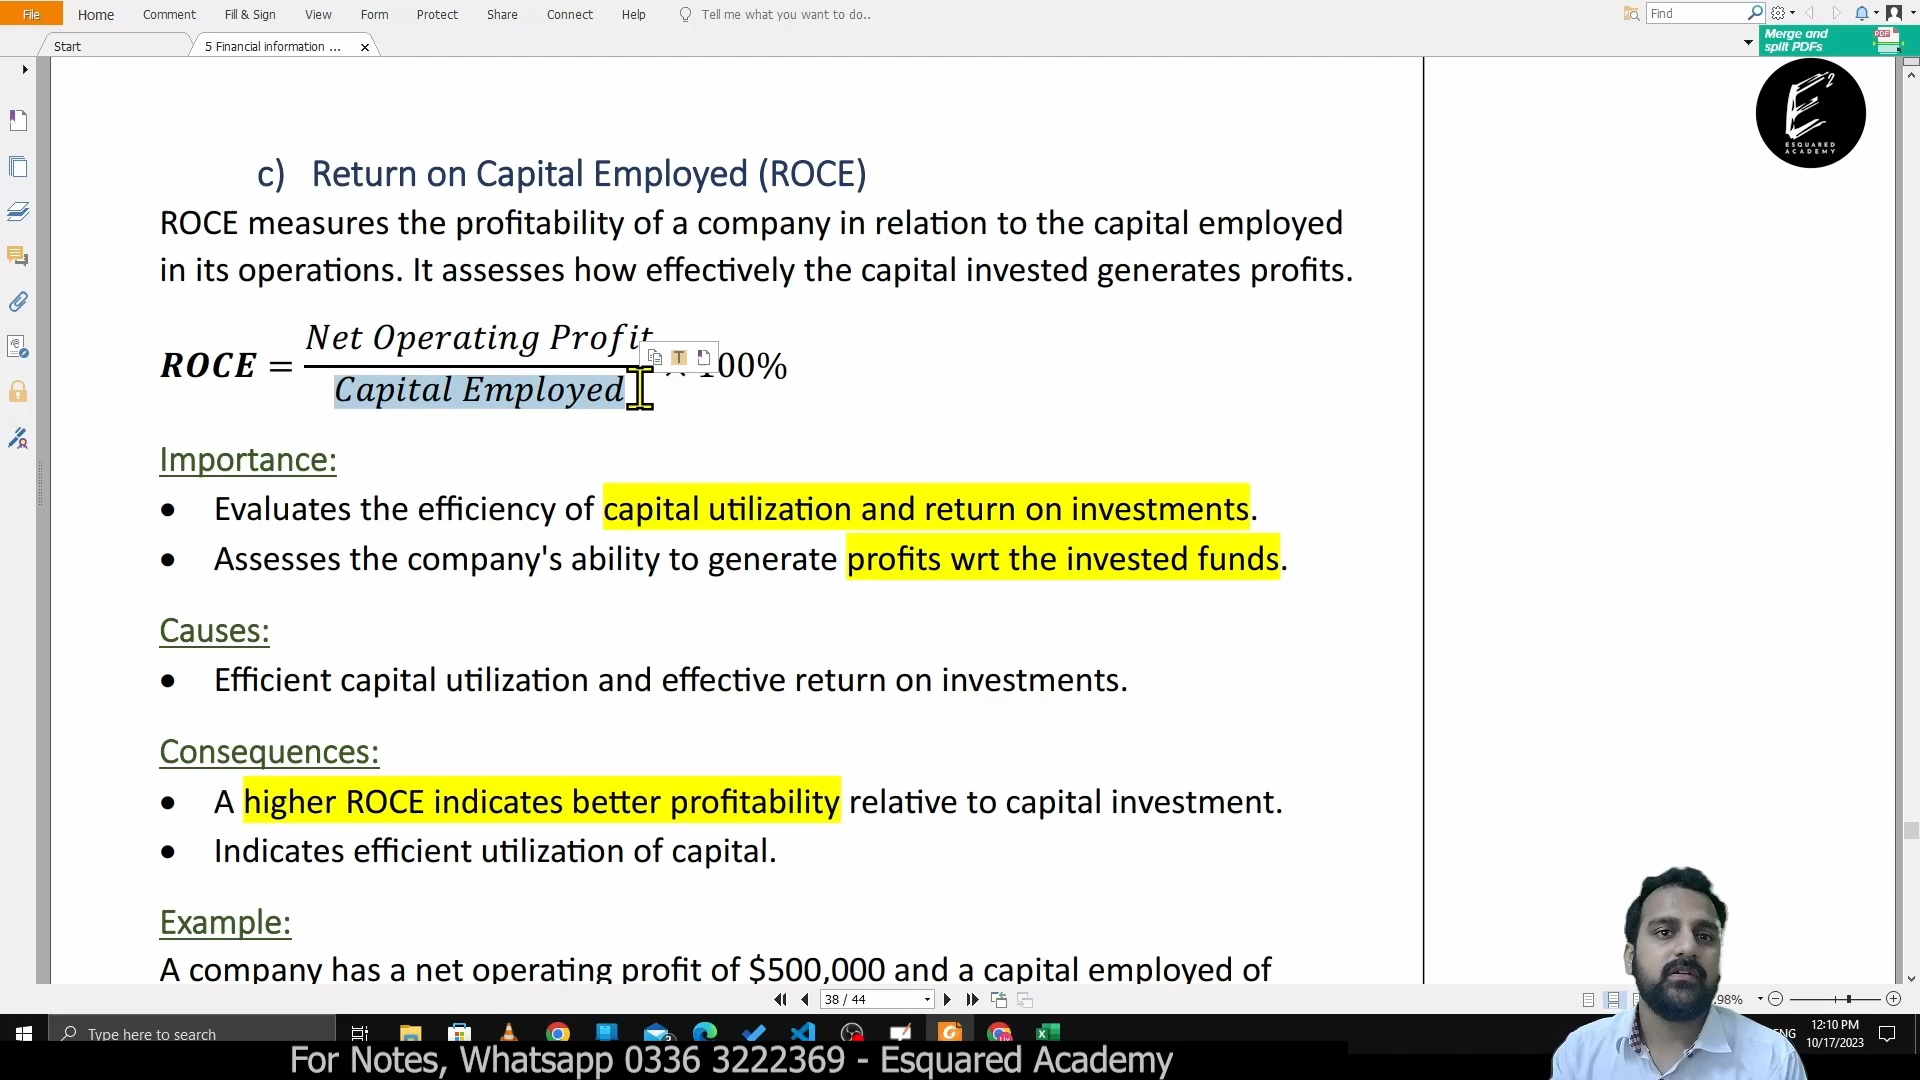 File Home Comment Fill & Sign View Form Protect Share Connect Help Tell me what you want to do.. Find
Start 5 Financial information ...
Merge and
split PDFs
PDF
E2
ESQUARED
ACADEMY
c) Return on Capital Employed (ROCE)
ROCE measures the profitability of a company in relation to the capital employed
in its operations. It assesses how effectively the capital invested generates profits.
ROCE = Net Operating Profit
Capital Employed
× 100%
Importance:
• Evaluates the efficiency of capital utilization and return on investments.
• Assesses the company's ability to generate profits wrt the invested funds.
Causes:
• Efficient capital utilization and effective return on investments.
Consequences:
• A higher ROCE indicates better profitability relative to capital investment.
• Indicates efficient utilization of capital.
Example:
A company has a net operating profit of $500,000 and a capital employed of
38 / 44
.98%
Type here to search
NG
12:10 PM
10/17/2023
For Notes, Whatsapp 0336 3222369 - Esquared Academy